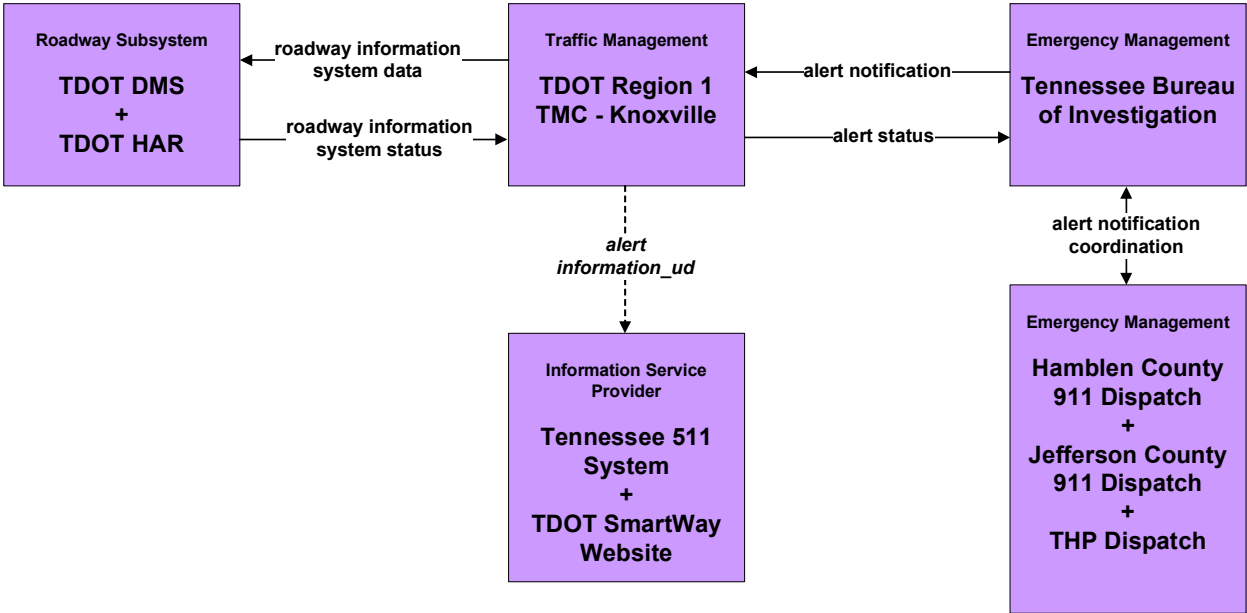 Roadway Subsystem
TDOT DMS
+
TDOT HAR
roadway information
system data
roadway information
system status
Traffic Management
TDOT Region 1
TMC - Knoxville
alert notification
alert status
Emergency Management
Tennessee Bureau
of Investigation
alert
information_ud
alert notification
coordination
Information Service
Provider
Tennessee 511
System
+
TDOT SmartWay
Website
Emergency Management
Hamblen County
911 Dispatch
+
Jefferson County
911 Dispatch
+
THP Dispatch